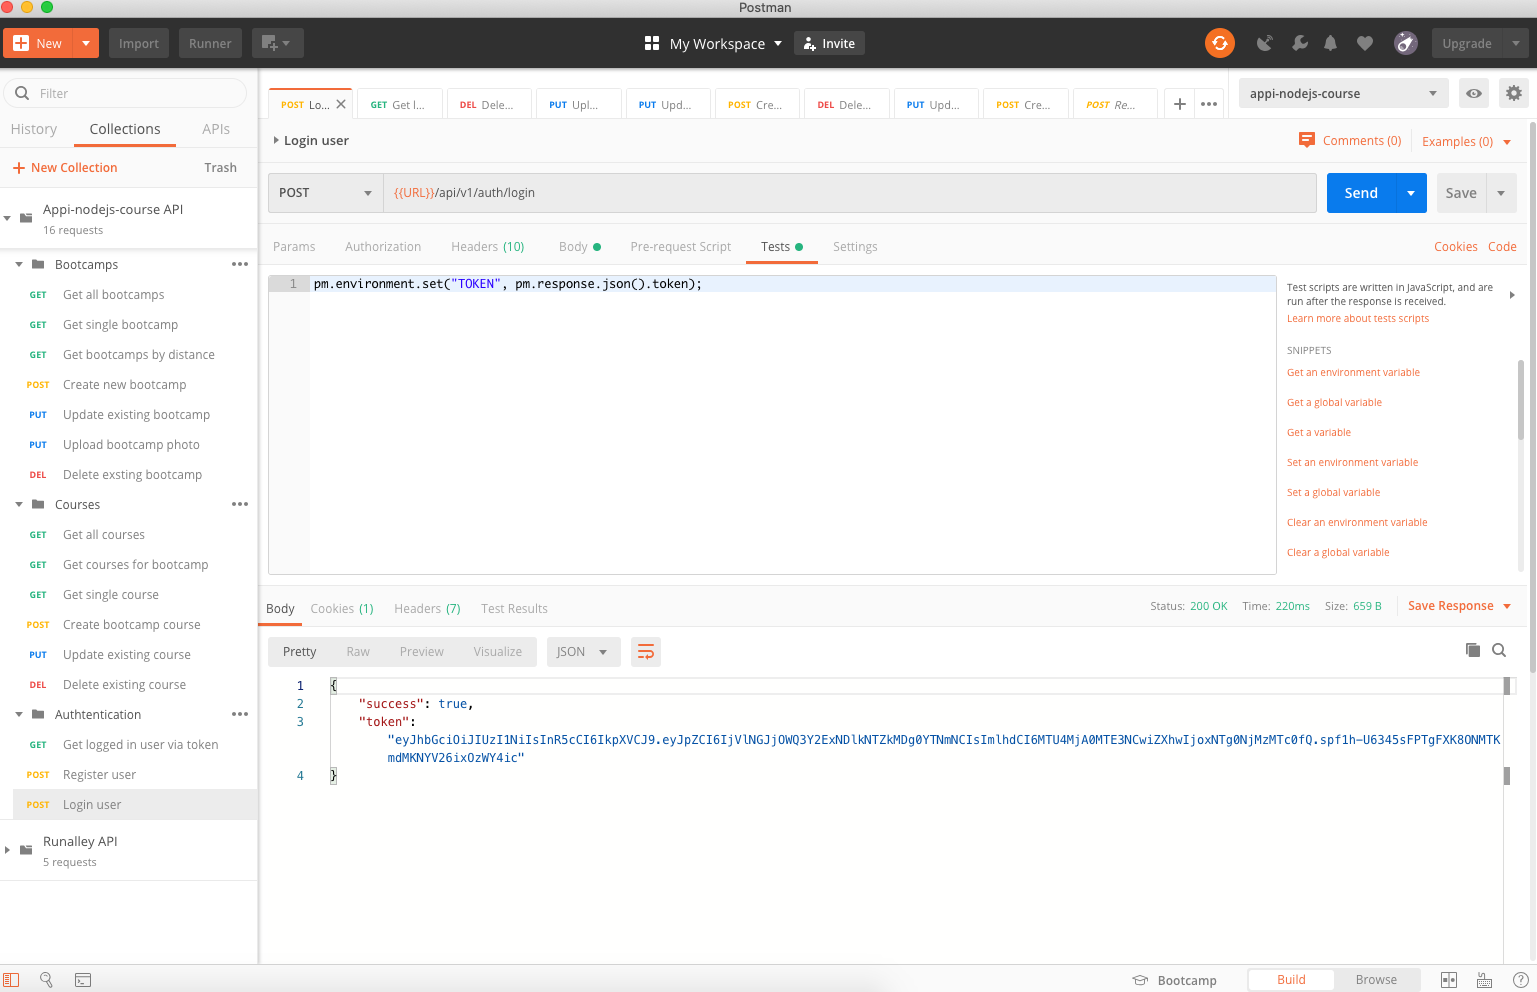 Postman
New
Import
Runner
My Workspace
Invite
Upgrade
Filter
History Collections APIs
New Collection Trash
Appi-nodejs-course API
16 requests
Bootcamps
GET Get all bootcamps
GET Get single bootcamp
GET Get bootcamps by distance
POST Create new bootcamp
PUT Update existing bootcamp
PUT Upload bootcamp photo
DEL Delete exsting bootcamp
Courses
GET Get all courses
GET Get courses for bootcamp
GET Get single course
POST Create bootcamp course
PUT Update existing course
DEL Delete existing course
Authtentication
GET Get logged in user via token
POST Register user
POST Login user
Runalley API
5 requests
POST Lo... GET Get l... DEL Dele... PUT Upl... PUT Upd... POST Cre... DEL Dele... PUT Upd... POST Cre... POST Re...
appi-nodejs-course
Login user
Comments (0) Examples (0)
POST {{URL}}/api/v1/auth/login
Send Save
Params Authorization Headers (10) Body Pre-request Script Tests Settings
Cookies Code
1 pm.environment.set("TOKEN", pm.response.json().token);
Test scripts are written in JavaScript, and are
run after the response is received.
Learn more about tests scripts
SNIPPETS
Get an environment variable
Get a global variable
Get a variable
Set an environment variable
Set a global variable
Clear an environment variable
Clear a global variable
Body Cookies (1) Headers (7) Test Results
Status: 200 OK Time: 220ms Size: 659 B Save Response
Pretty Raw Preview Visualize JSON
1 {
2 "success": true,
3 "token":
"eyJhbGciOiJIUzI1NiIsInR5cCI6IkpXVCJ9.eyJpZCI6IjVlNGJjOWQ3Y2ExNDlkNTZkMDg0YTNmNCIsImlhdCI6MTU4MjA0MTE3NCwiZXhwIjoxNTg0NjMzMTc0fQ.spf1h-U6345sFPTgFXK8ONMTK
mdMKNYV26ixOzWY4ic"
4 }
Bootcamp
Build Browse